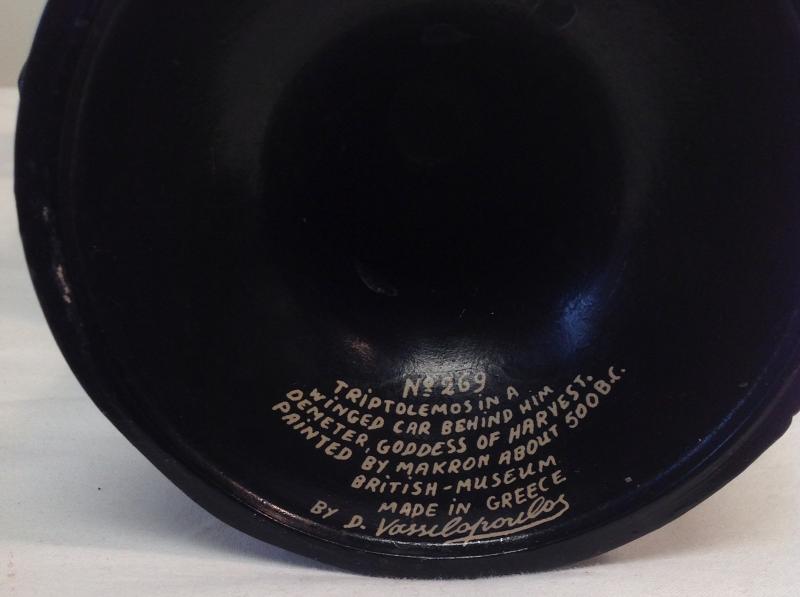 Nº 269
TRIPTOLEMOS IN A
WINGED CAR BEHIND HIM
DEMETER, GODDESS OF HARVEST.
PAINTED BY MAKRON ABOUT 500 B.C.
BRITISH-MUSEUM
MADE IN GREECE
BY D. Vassilopoulos